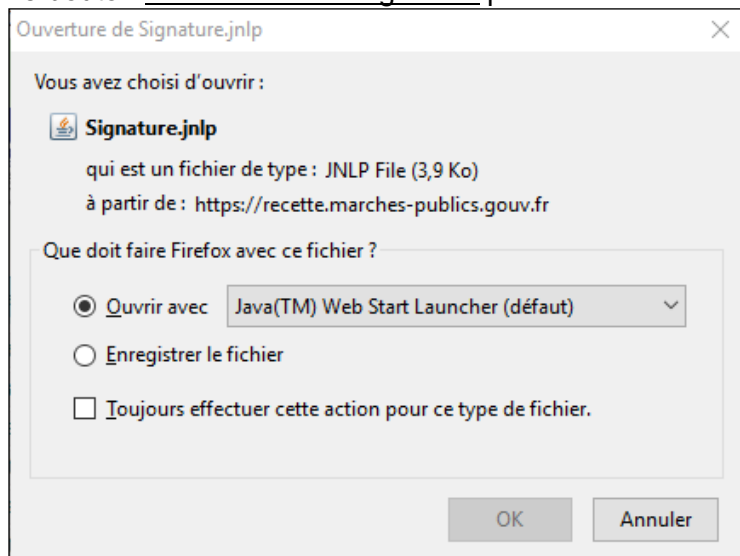 Ouverture de Signature.jnlp
Vous avez choisi d'ouvrir :
Signature.jnlp
qui est un fichier de type : JNLP File (3,9 Ko)
à partir de : https://recette.marches-publics.gouv.fr
Que doit faire Firefox avec ce fichier ?
Ouvrir avec Java(TM) Web Start Launcher (défaut)
Enregistrer le fichier
Toujours effectuer cette action pour ce type de fichier.
OK Annuler